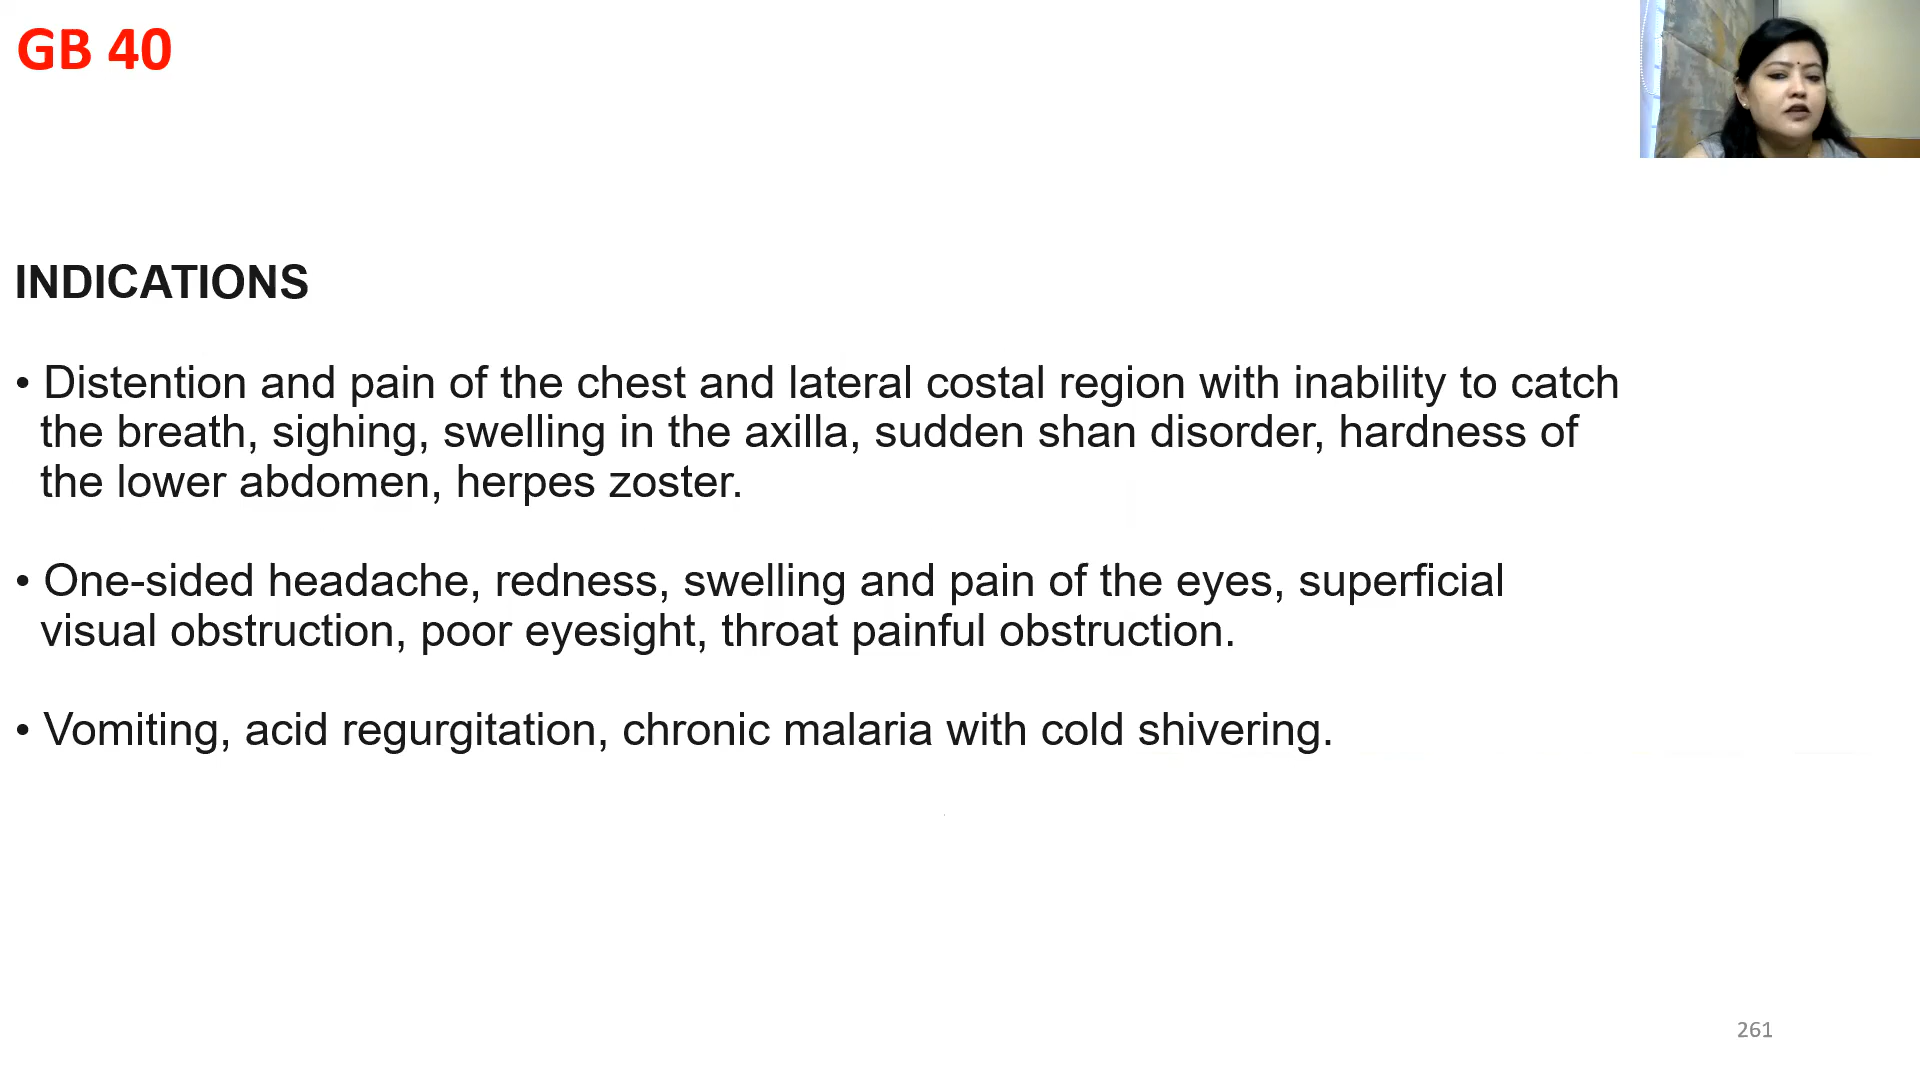 GB 40
INDICATIONS
• Distention and pain of the chest and lateral costal region with inability to catch
the breath, sighing, swelling in the axilla, sudden shan disorder, hardness of
the lower abdomen, herpes zoster.
• One-sided headache, redness, swelling and pain of the eyes, superficial
visual obstruction, poor eyesight, throat painful obstruction.
• Vomiting, acid regurgitation, chronic malaria with cold shivering.
261